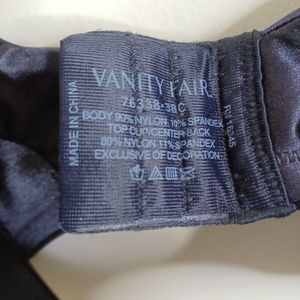 VANITY FAIR
76338·38C
BODY 90% NYLON 10% SPANDEX
TOP CUP/CENTER BACK
89% NYLON 11% SPANDEX
EXCLUSIVE OF DECORATION
MADE IN CHINA